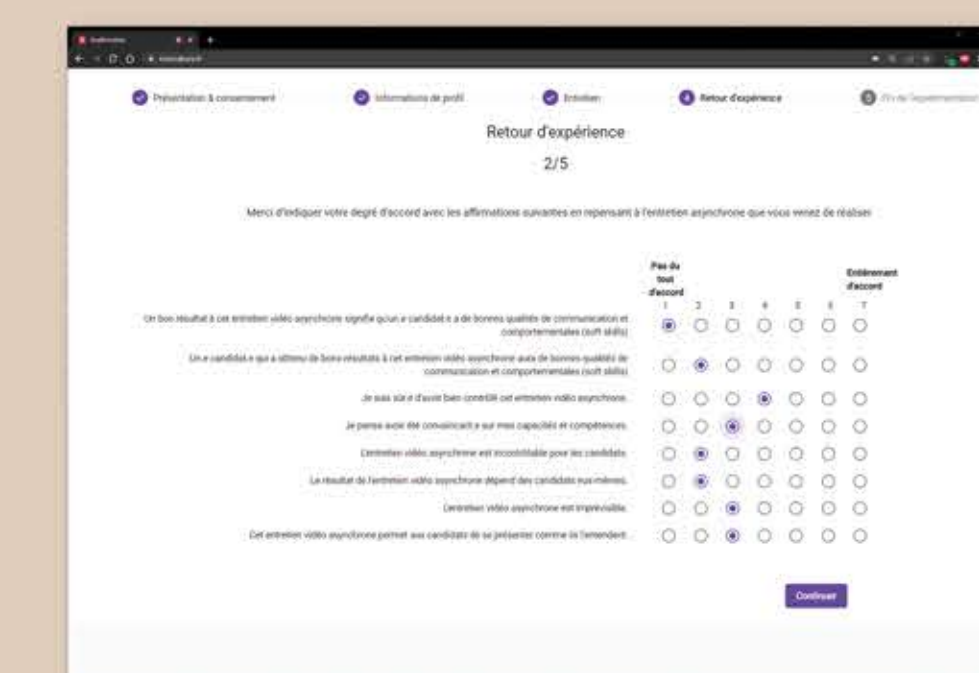 Présentation & consentement
Informations de profil
Entretien
4 Retour d'expérience
5 Fin de l'expérimentation
Retour d'expérience
2/5
Merci d'indiquer votre degré d'accord avec les affirmations suivantes en repensant à l'entretien asynchrone que vous venez de réaliser
Pas du
tout
d'accord
Entièrement
d'accord
1 2 3 4 5 6 7
Un bon résultat à cet entretien vidéo asynchrone signifie qu'un.e candidat.e a de bonnes qualités de communication et
comportementales (soft skills)
Un.e candidat.e qui a obtenu de bons résultats à cet entretien vidéo asynchrone aura de bonnes qualités de
communication et comportementales (soft skills)
Je suis sûr.e d'avoir bien contrôlé cet entretien vidéo asynchrone.
Je pense avoir été convaincant.e sur mes capacités et compétences.
L'entretien vidéo asynchrone est incontrôlable pour les candidats.
Le résultat de l'entretien vidéo asynchrone dépend des candidats eux-mêmes.
L'entretien vidéo asynchrone est imprévisible.
Cet entretien vidéo asynchrone permet aux candidats de se présenter comme ils l'entendent.
Continuer